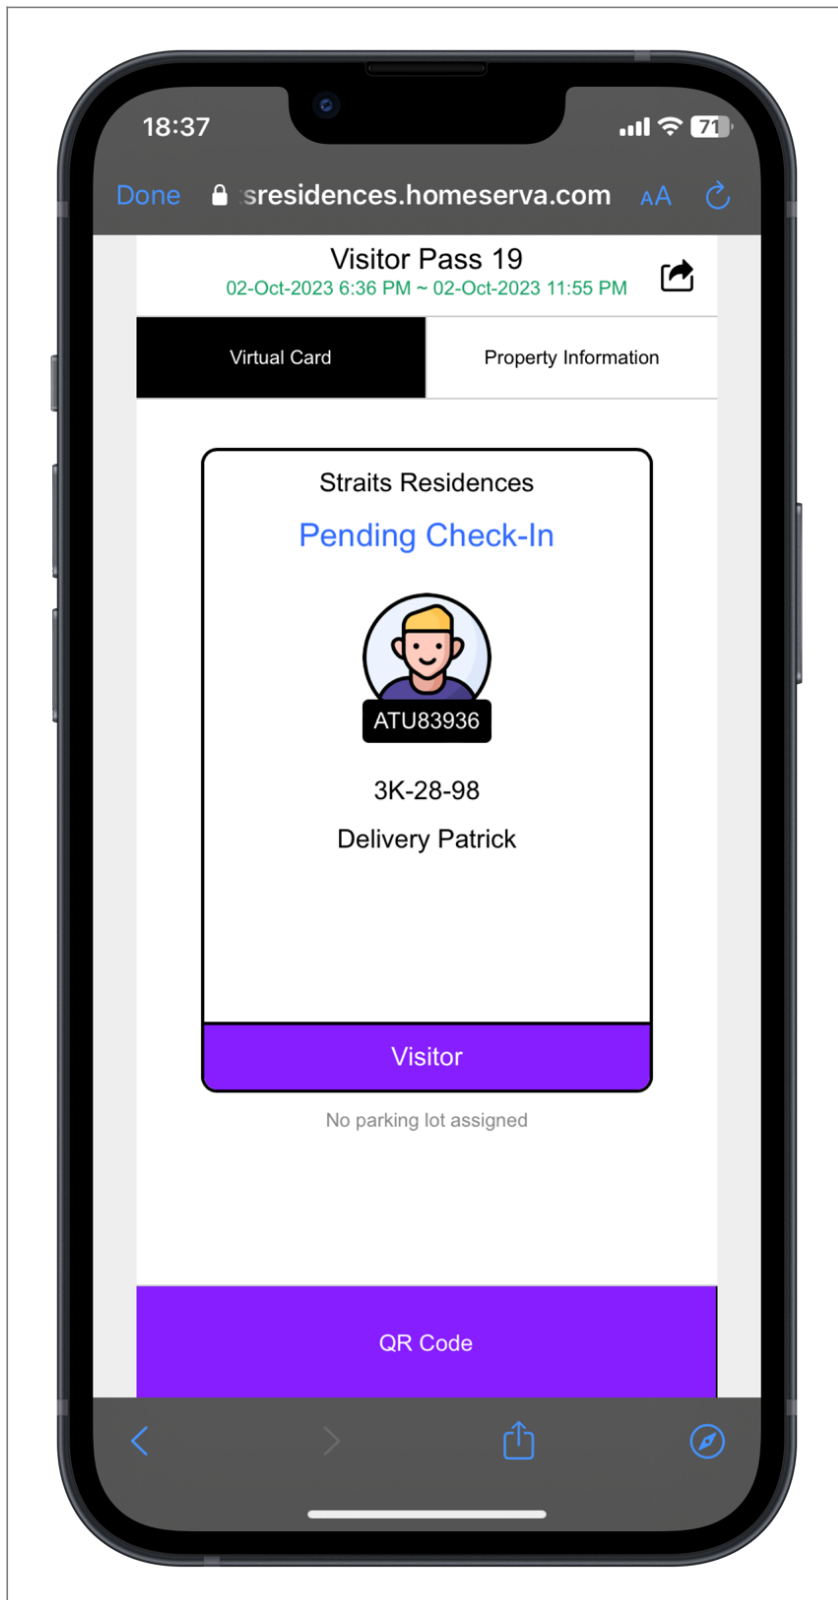 18:37
71
Done sresidences.homeserva.com AA
Visitor Pass 19
02-Oct-2023 6:36 PM ~ 02-Oct-2023 11:55 PM
Virtual Card
Property Information
Straits Residences
Pending Check-In
ATU83936
3K-28-98
Delivery Patrick
Visitor
No parking lot assigned
QR Code